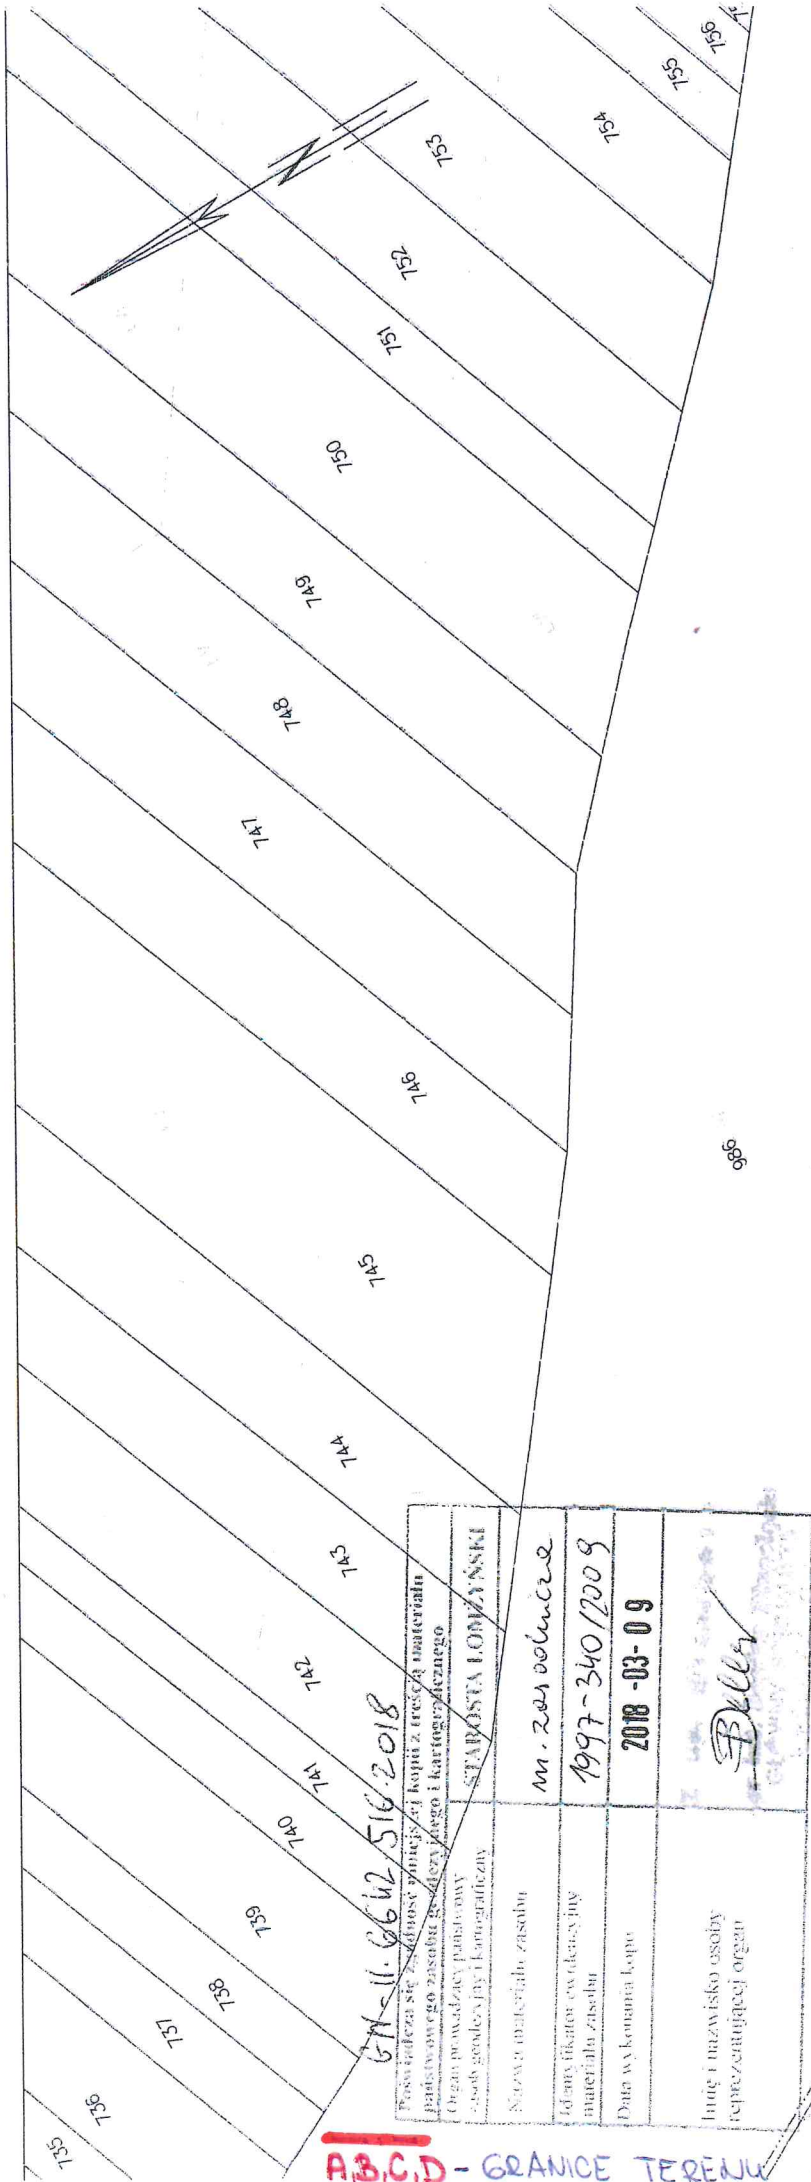 735
736
737
738
739
740
741
742
743
744
745
746
747
748
749
750
751
752
753
754
755
756
986
GN-II.6642.516.2018
Poświadcza się zgodność niniejszej kopii z treścią materiału
państwowego zasobu geodezyjnego i kartograficznego
Organ prowadzący państwowy
zasób geodezyjny i kartograficzny
STAROSTA ŁOMŻYŃSKI
Nazwa materiału zasobu
m. zasadnicza
Identyfikator ewidencyjny
materiału zasobu
1997-340/2009
Data wykonania kopii
2018 -03- 0 9
Imię i nazwisko osoby
reprezentującej organ
A,B,C,D - GRANICE TERENU